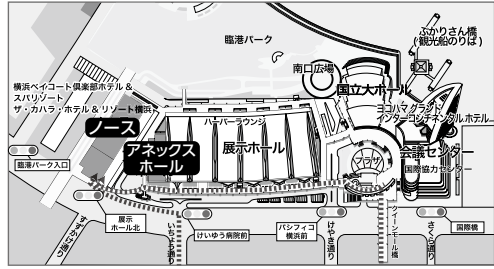 臨港パーク
ぷかりさん橋
(観光船のりば)
南口広場
国立大ホール
横浜ベイコート倶楽部ホテル &
スパリゾート
ザ・カハラ・ホテル & リゾート横浜
ヨコハマ グランド
インターコンチネンタル ホテル
ノース
アネックス
ホール
ハーバーラウンジ
展示ホール
プラザ
会議センター
国際協力センター
臨港パーク入口
展示
ホール北
けいゆう病院前
パシフィコ
横浜前
国際橋
すずかけ通り
いちょう通り
けやき通り
クイーンモール橋
さくら通り